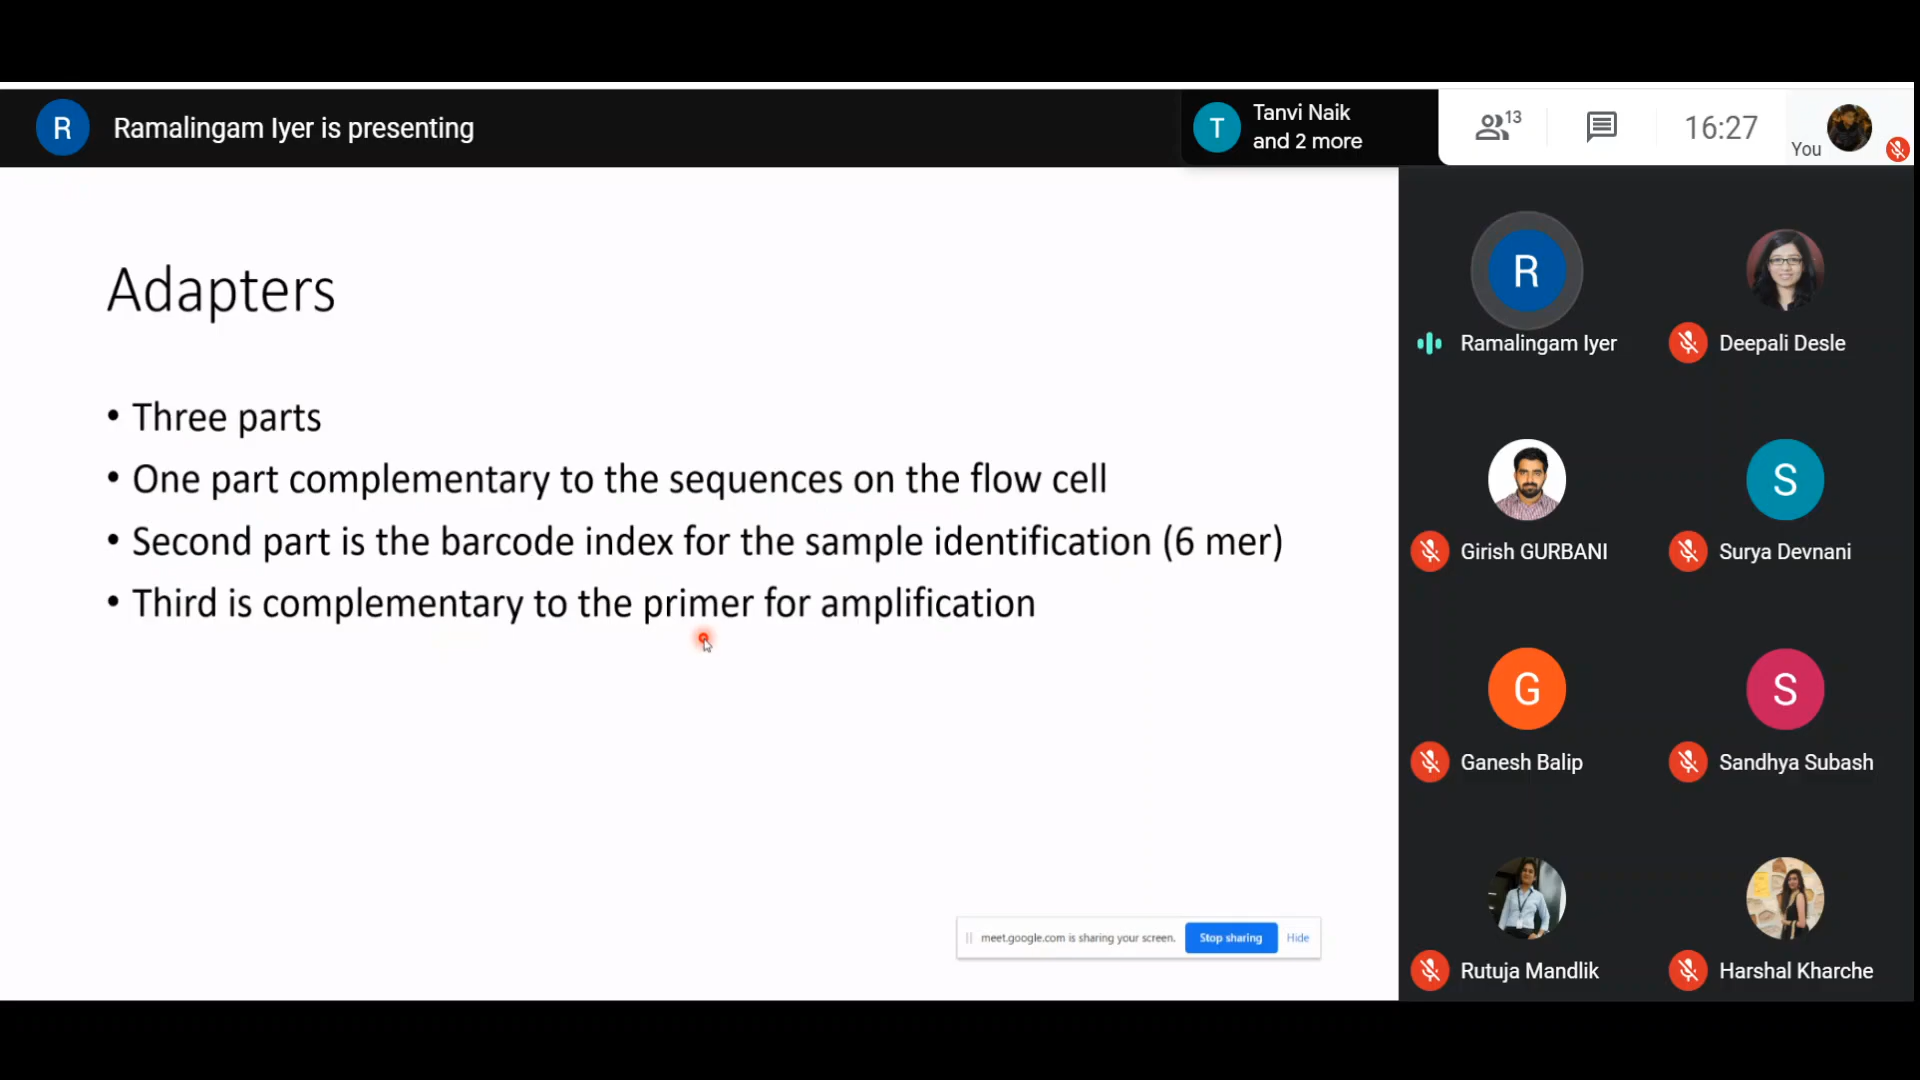 R
Ramalingam Iyer is presenting
T
Tanvi Naik
and 2 more
13
16:27
You
Adapters
• Three parts
• One part complementary to the sequences on the flow cell
• Second part is the barcode index for the sample identification (6 mer)
• Third is complementary to the primer for amplification
meet.google.com is sharing your screen.
Stop sharing
Hide
R
Ramalingam Iyer
Deepali Desle
Girish GURBANI
S
Surya Devnani
G
Ganesh Balip
S
Sandhya Subash
Rutuja Mandlik
Harshal Kharche